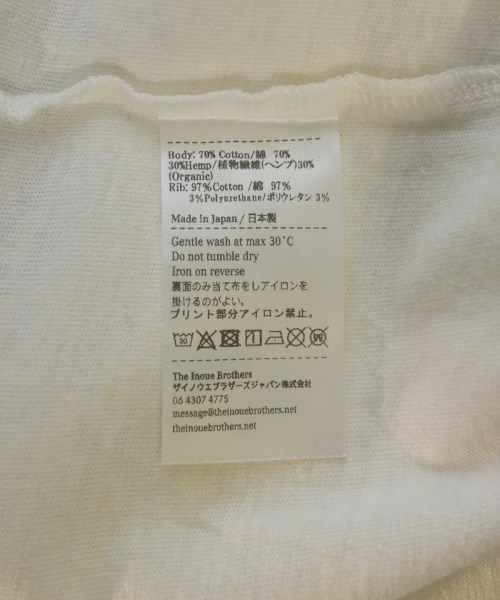 Body: 70% Cotton/綿 70%
30%Hemp/植物繊維(ヘンプ)30%
(Organic)
Rib: 97%Cotton /綿 97%
3%Polyurethane/ポリウレタン 3%
Made in Japan / 日本製
Gentle wash at max 30˚C
Do not tumble dry
Iron on reverse
裏面のみ当て布をしアイロンを
掛けるのがよい。
プリント部分アイロン禁止。
30
W
The Inoue Brothers
ザイノウエブラザーズジャパン株式会社
06 4307 4775
message@theinouebrothers.net
theinouebrothers.net